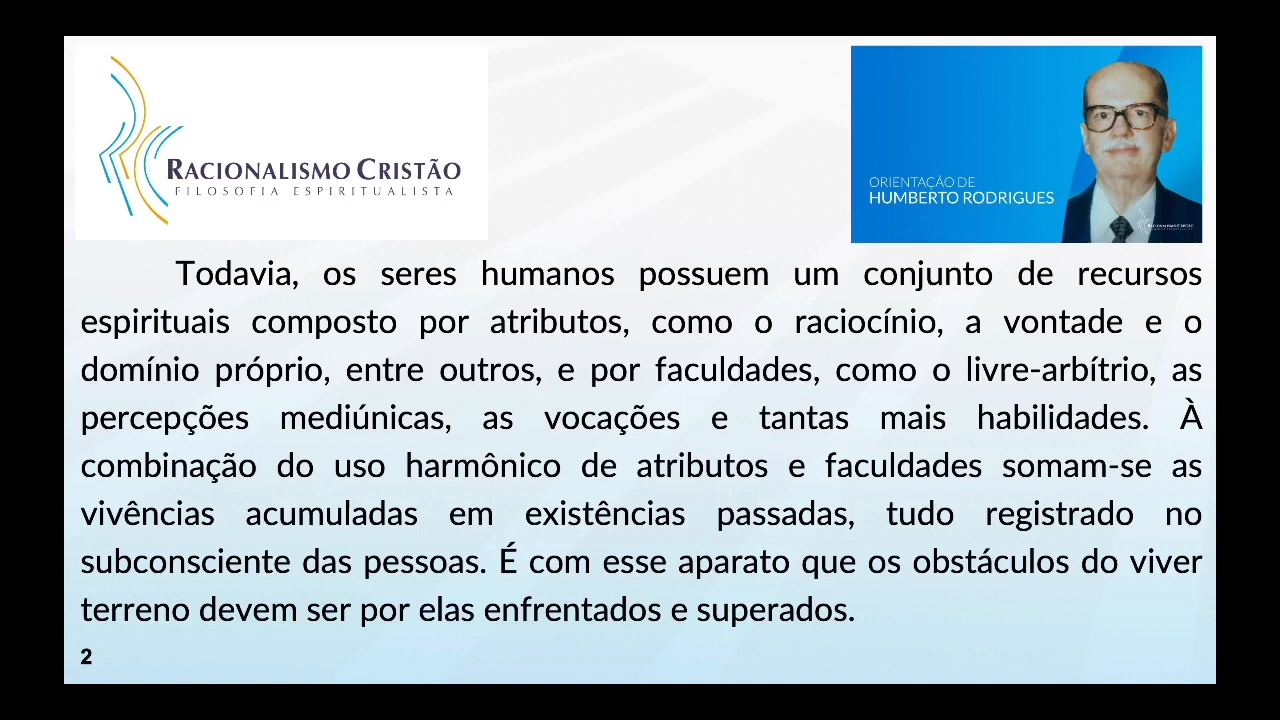 RACIONALISMO CRISTÃO
FILOSOFIA ESPIRITUALISTA
ORIENTAÇÃO DE
HUMBERTO RODRIGUES
RACIONALISMO CRISTÃO
Todavia, os seres humanos possuem um conjunto de recursos
espirituais composto por atributos, como o raciocínio, a vontade e o
domínio próprio, entre outros, e por faculdades, como o livre-arbítrio, as
percepções mediúnicas, as vocações e tantas mais habilidades. À
combinação do uso harmônico de atributos e faculdades somam-se as
vivências acumuladas em existências passadas, tudo registrado no
subconsciente das pessoas. É com esse aparato que os obstáculos do viver
terreno devem ser por elas enfrentados e superados.
2